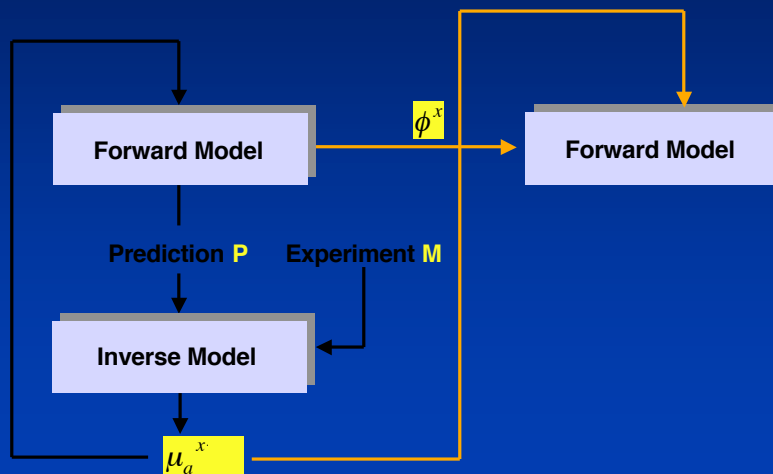 ϕ^x
Forward Model
Forward Model
Prediction P
Experiment M
Inverse Model
μ_a^x